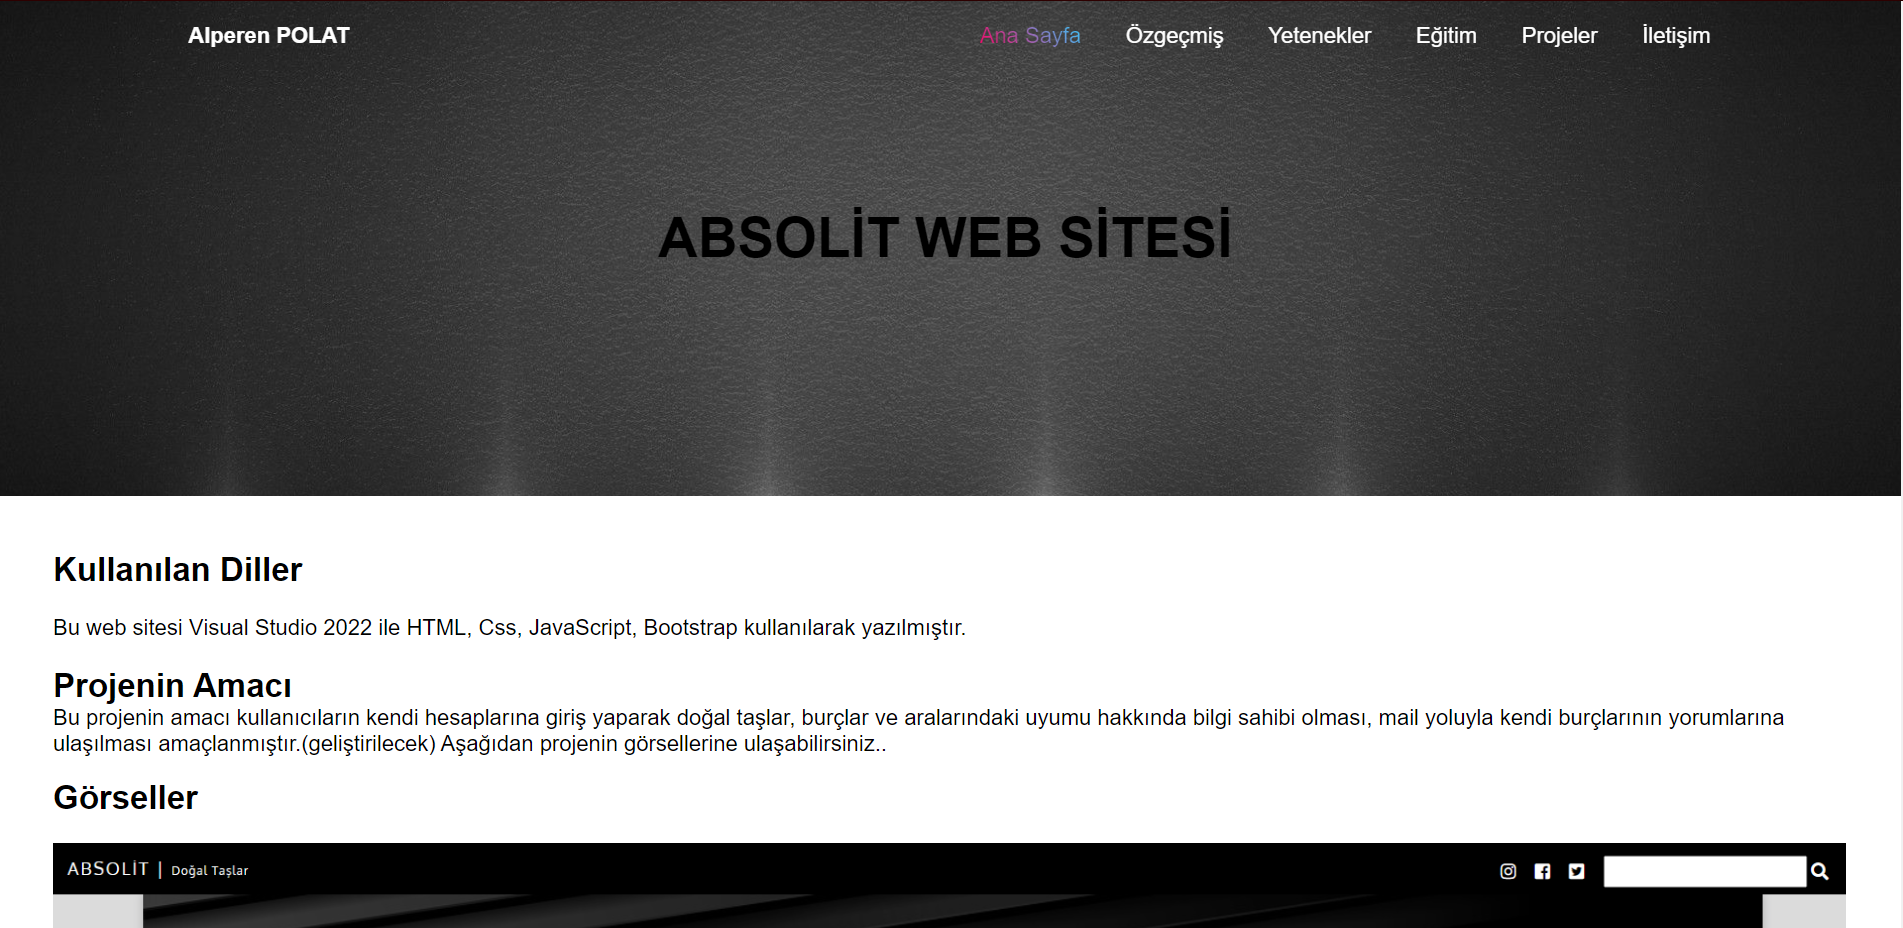 Alperen POLAT Ana Sayfa Özgeçmiş Yetenekler Eğitim Projeler İletişim
ABSOLİT WEB SİTESİ
Kullanılan Diller
Bu web sitesi Visual Studio 2022 ile HTML, Css, JavaScript, Bootstrap kullanılarak yazılmıştır.
Projenin Amacı
Bu projenin amacı kullanıcıların kendi hesaplarına giriş yaparak doğal taşlar, burçlar ve aralarındaki uyumu hakkında bilgi sahibi olması, mail yoluyla kendi burçlarının yorumlarına
ulaşılması amaçlanmıştır.(geliştirilecek) Aşağıdan projenin görsellerine ulaşabilirsiniz..
Görseller
ABSOLİT | Doğal Taşlar